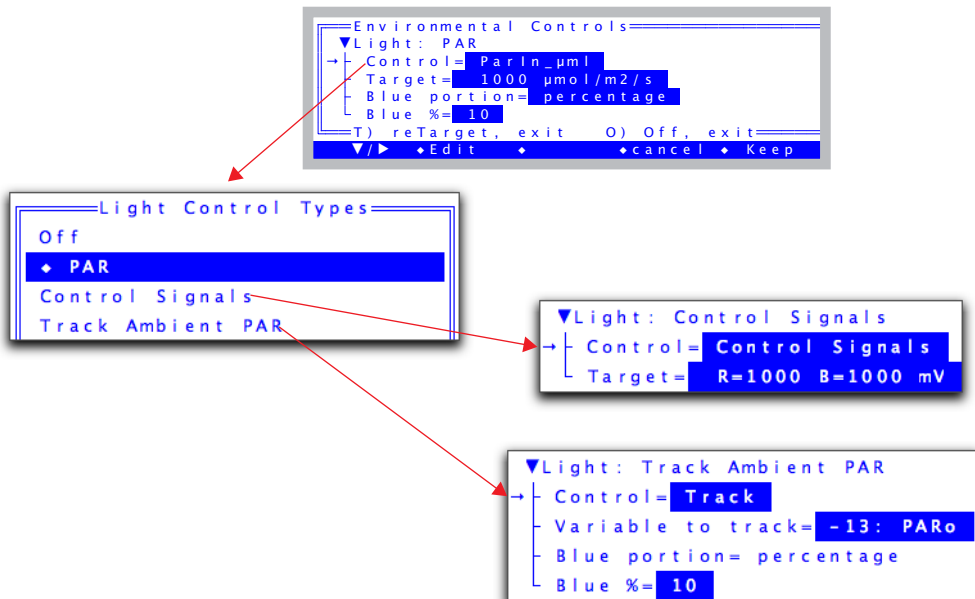 Environmental Controls
▼Light: PAR
→ Control= ParIn_µml
Target= 1000 µmol/m2/s
Blue portion= percentage
Blue %= 10
T) reTarget, exit O) Off, exit
▼/▶ ◆Edit ◆ ◆cancel ◆ Keep
Light Control Types
Off
◆ PAR
Control Signals
Track Ambient PAR
▼Light: Control Signals
→ Control= Control Signals
Target= R=1000 B=1000 mV
▼Light: Track Ambient PAR
→ Control= Track
Variable to track= -13: PARo
Blue portion= percentage
Blue %= 10